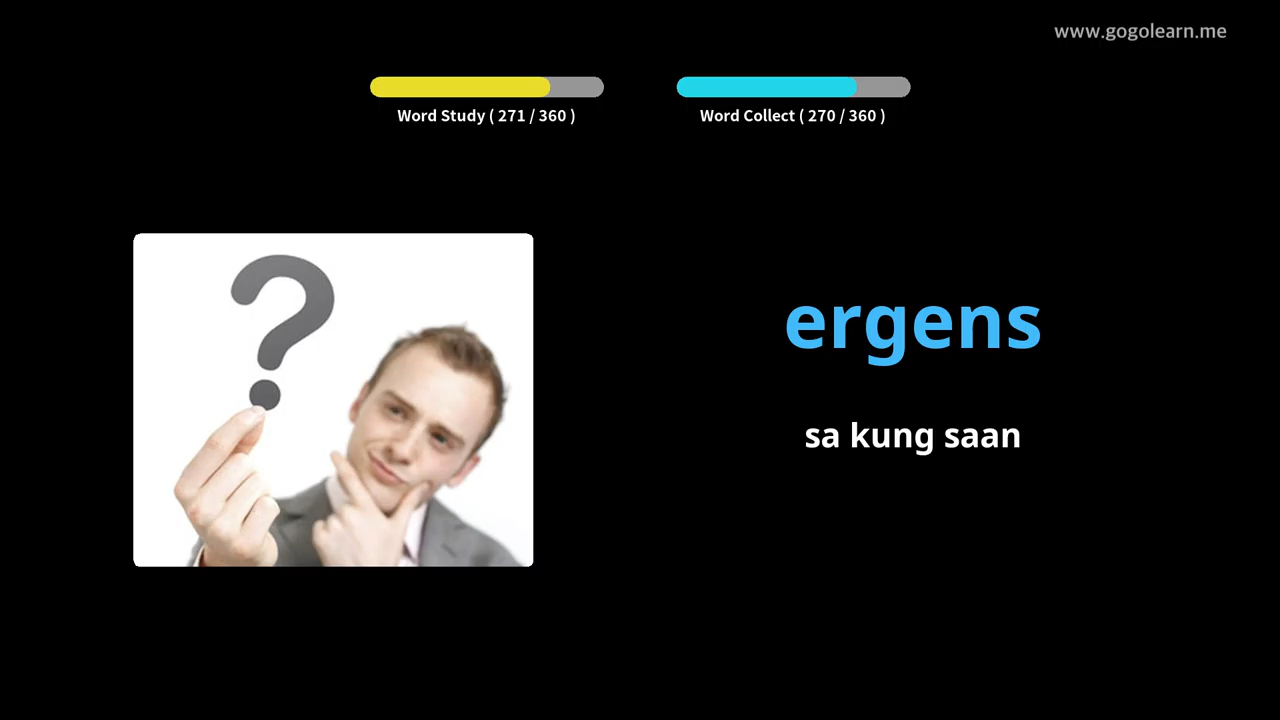 www.gogolearn.me
Word Study ( 271 / 360 )
Word Collect ( 270 / 360 )
ergens
sa kung saan